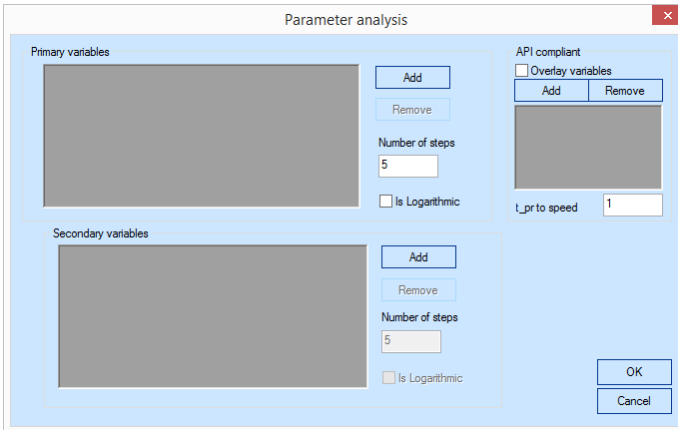 Parameter analysis
Primary variables
Add
Remove
Number of steps
5
Is Logarithmic
API compliant
Overlay variables
Add Remove
t_pr to speed 1
Secondary variables
Add
Remove
Number of steps
5
Is Logarithmic
OK
Cancel